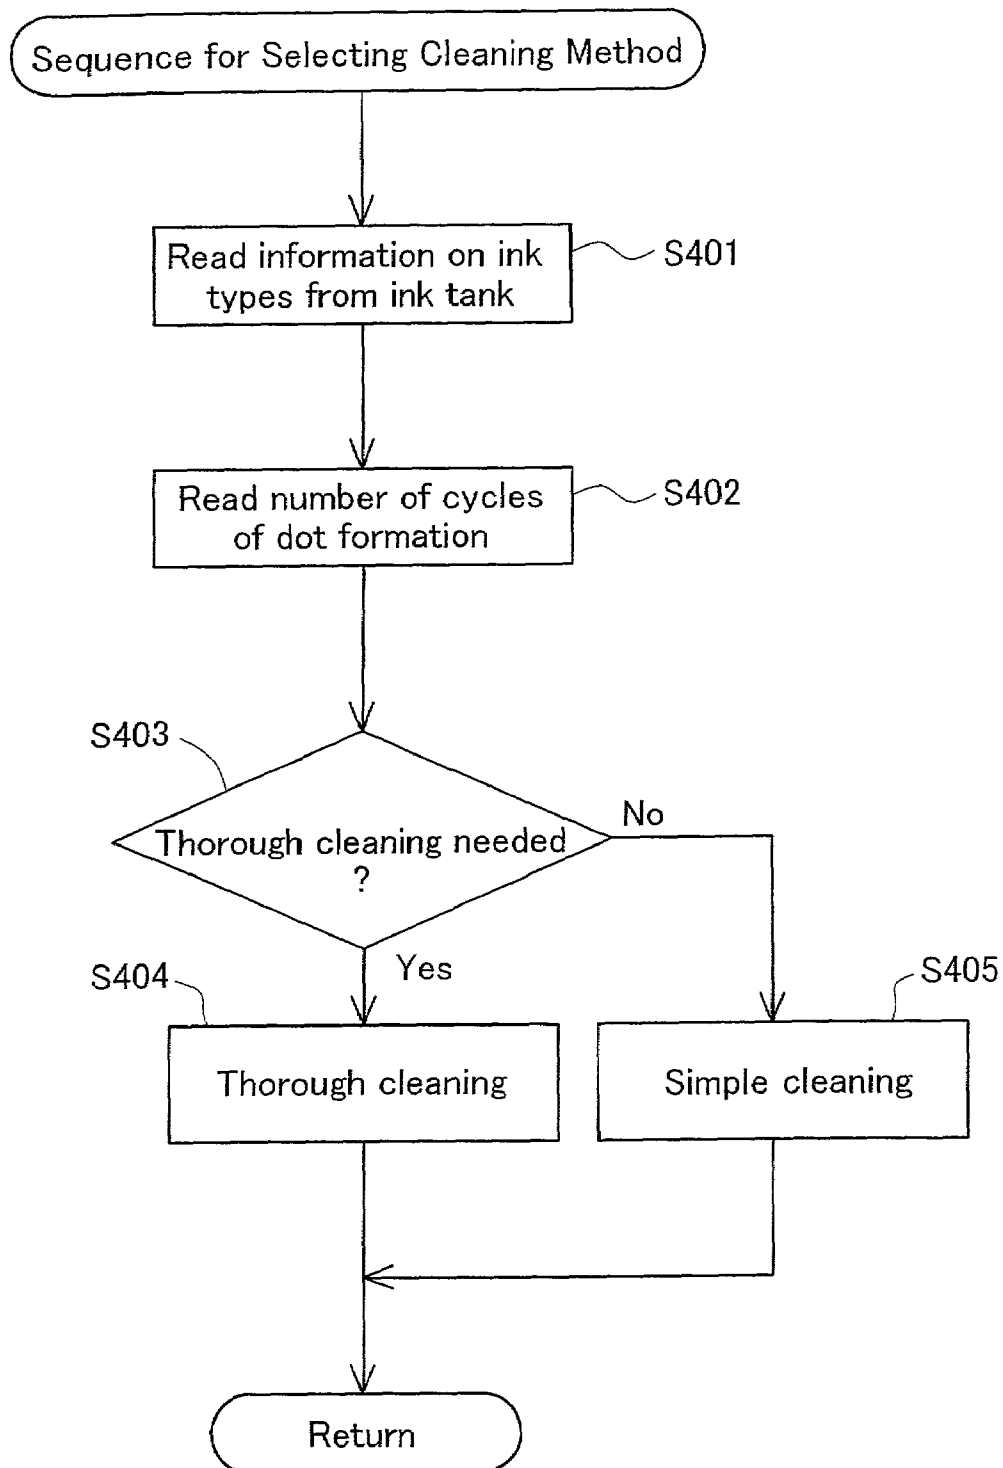 Sequence for Selecting Cleaning Method
Read information on ink
types from ink tank
S401
Read number of cycles
of dot formation
S402
S403
Thorough cleaning needed
?
No
Yes
S404
Thorough cleaning
S405
Simple cleaning
Return